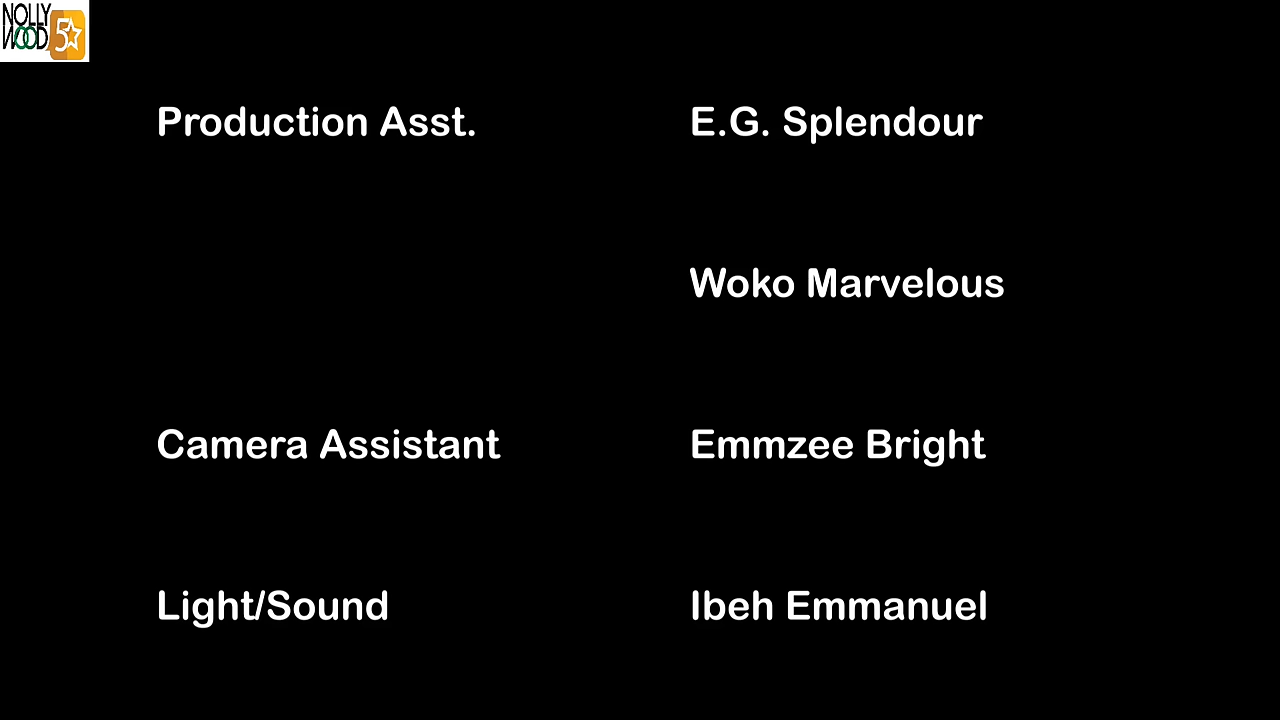 NOLLY
WOOD
5
Production Asst. E.G. Splendour
Woko Marvelous
Camera Assistant Emmzee Bright
Light/Sound Ibeh Emmanuel